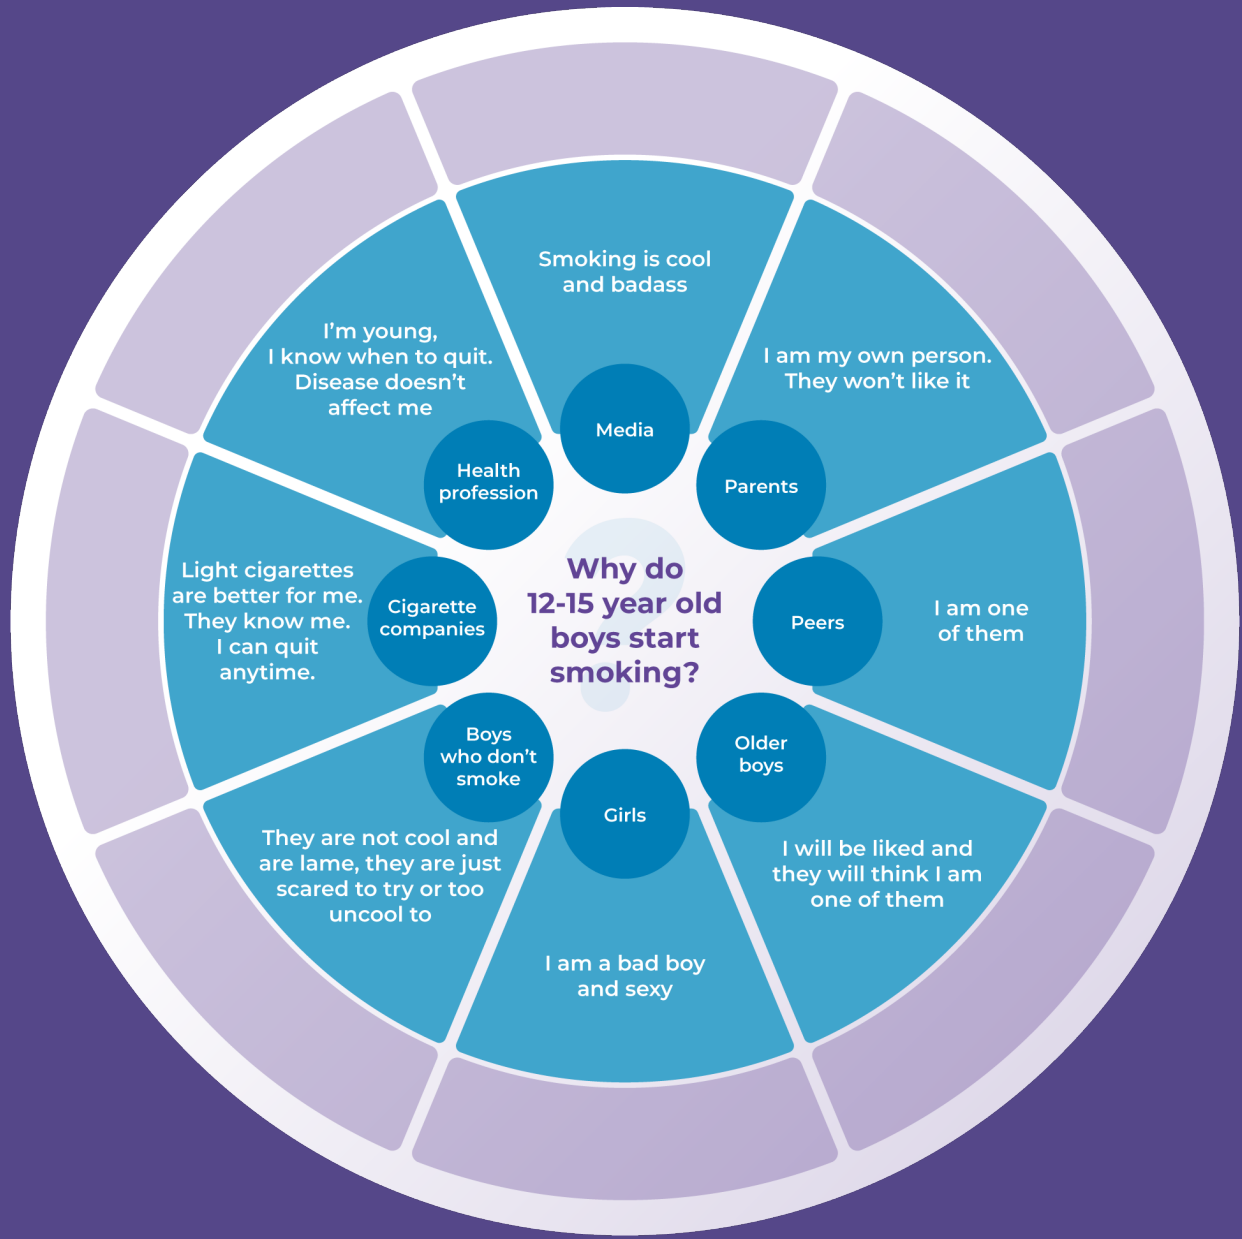 Why do
12-15 year old
boys start
smoking?
Media
Smoking is cool
and badass
Parents
I am my own person.
They won’t like it
Peers
I am one
of them
Older
boys
I will be liked and
they will think I am
one of them
Girls
I am a bad boy
and sexy
Boys
who don’t
smoke
They are not cool and
are lame, they are just
scared to try or too
uncool to
Cigarette
companies
Light cigarettes
are better for me.
They know me.
I can quit
anytime.
Health
profession
I’m young,
I know when to quit.
Disease doesn’t
affect me